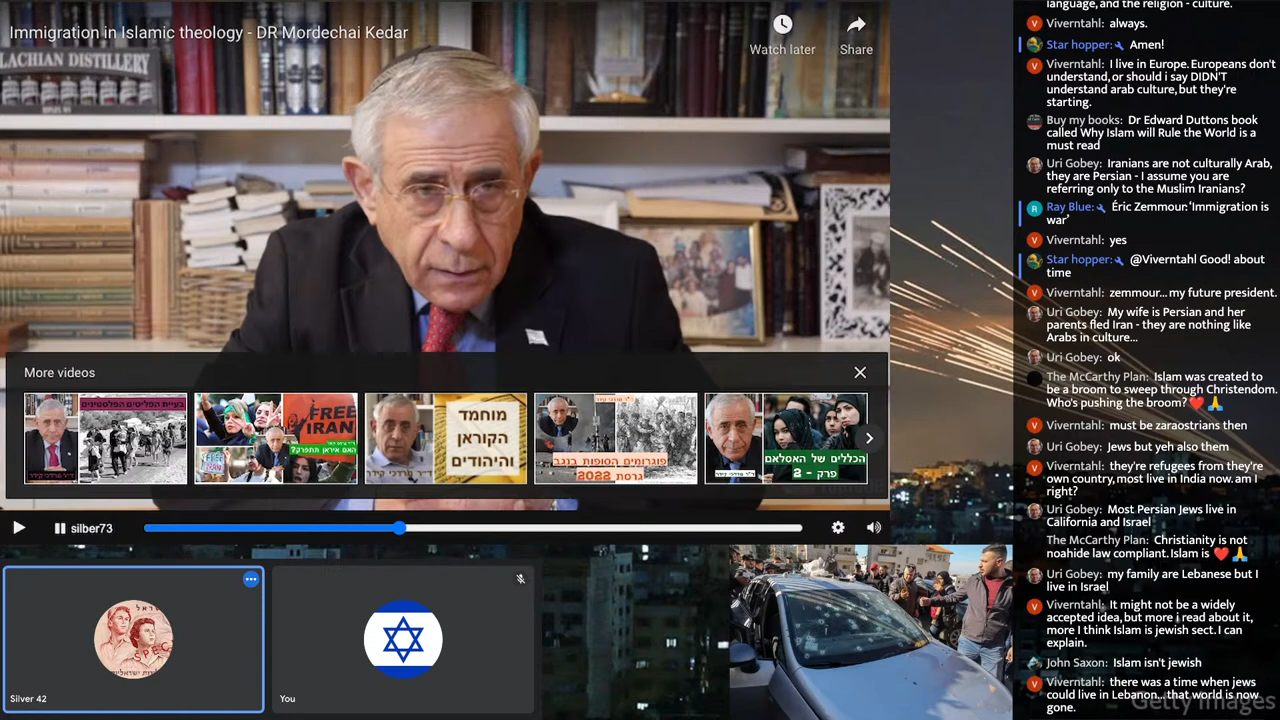 Immigration in Islamic theology - DR Mordechai Kedar
Watch later
Share
LACHIAN DISTILLERY
More videos
בעיית הפליטים הפלסטינים
FREE
IRAN
האם איראן מתפרק?
FREE
IRAN
מוחמד
הקוראן
והיהודים
ד"ר מרדכי קידר
פוגרומים הסופות בנגב
גרסת 2022
הכללים של האסלאם
פרק - 2
ד"ר מרדכי קידר
silber73
Silver 42
You
SPEC
language, and the religion - culture.
Viverntahl: always.
Star hopper: Amen!
Viverntahl: I live in Europe. Europeans don't
understand, or should i say DIDN'T
understand arab culture, but they're
starting.
Buy my books: Dr Edward Duttons book
called Why Islam will Rule the World is a
must read
Uri Gobey: Iranians are not culturally Arab,
they are Persian - I assume you are
referring only to the Muslim Iranians?
Ray Blue: Éric Zemmour: 'Immigration is
war'
Viverntahl: yes
Star hopper: @Viverntahl Good! about
time
Viverntahl: zemmour... my future president.
Uri Gobey: My wife is Persian and her
parents fled Iran - they are nothing like
Arabs in culture...
Uri Gobey: ok
The McCarthy Plan: Islam was created to
be a broom to sweep through Christendom.
Who's pushing the broom? ❤️🙏
Viverntahl: must be zaraostrians then
Uri Gobey: Jews but yeh also them
Viverntahl: they're refugees from they're
own country, most live in India now. am I
right?
Uri Gobey: Most Persian Jews live in
California and Israel
The McCarthy Plan: Christianity is not
noahide law compliant. Islam is ❤️🙏
Uri Gobey: my family are Lebanese but I
live in Israel
Viverntahl: It might not be a widely
accepted idea, but more i read about it,
more I think Islam is jewish sect. I can
explain.
John Saxon: Islam isn't jewish
Viverntahl: there was a time when jews
could live in Lebanon... that world is now
gone.
Getty Images